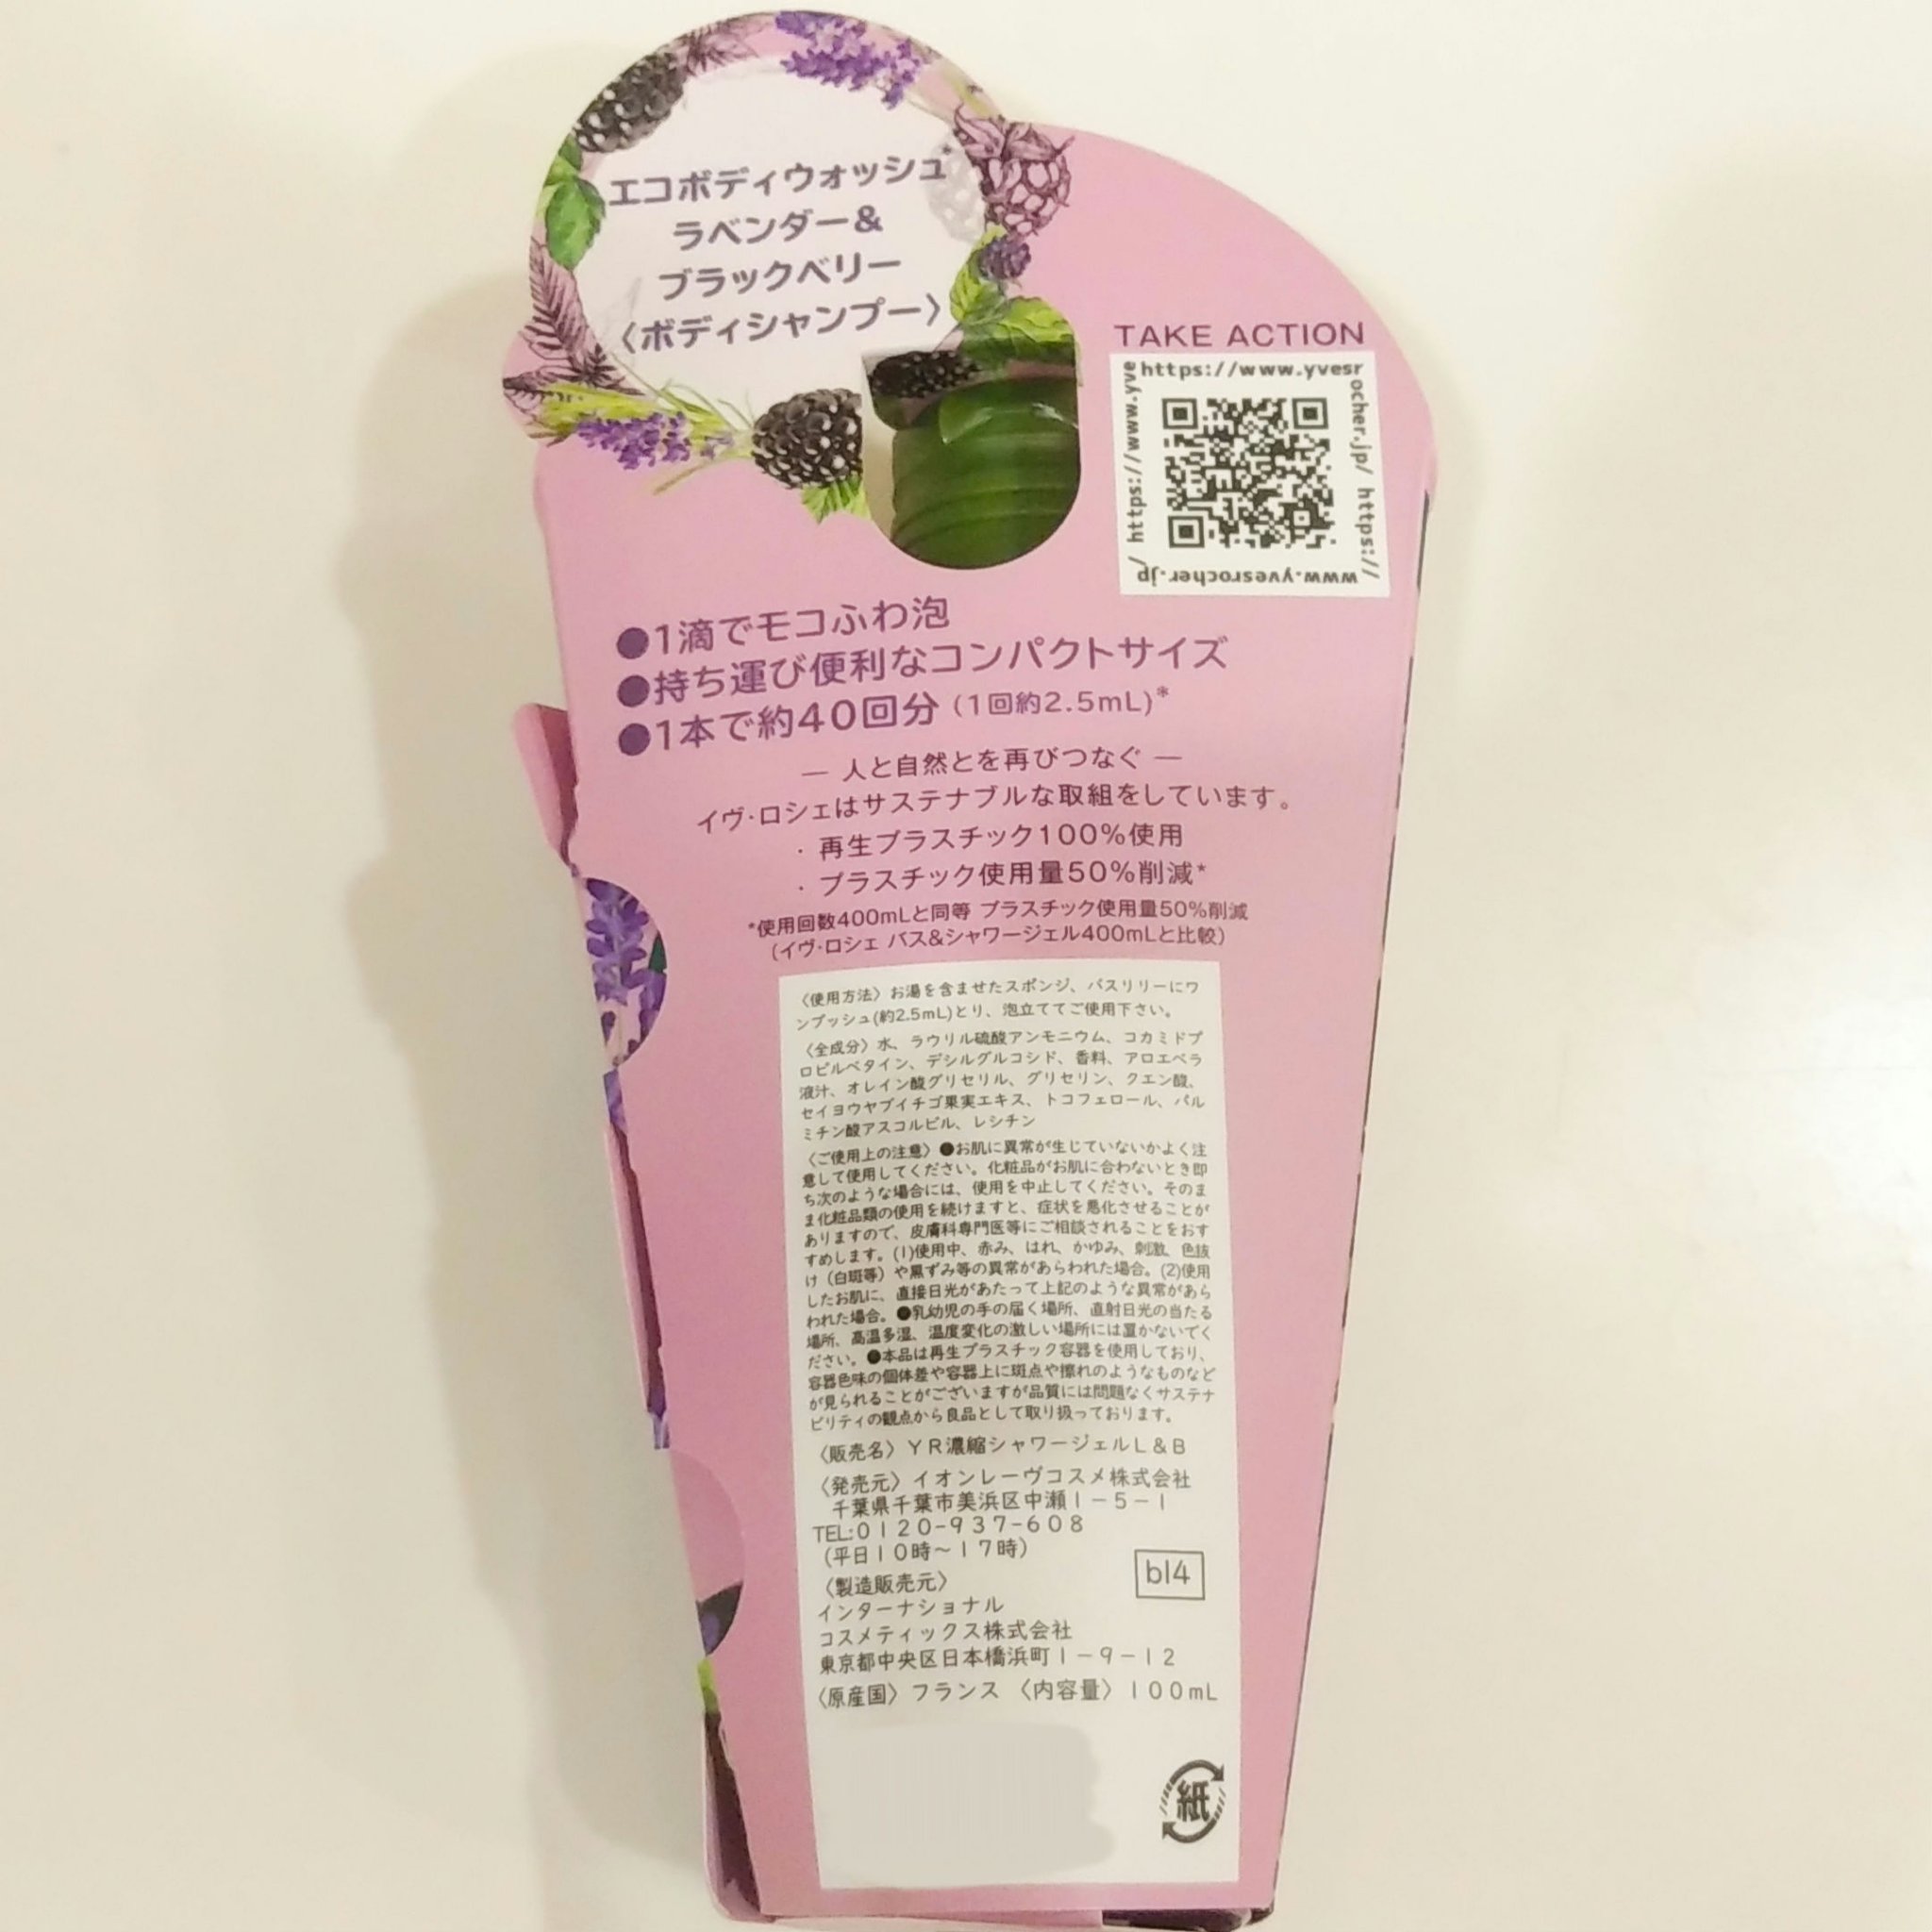 エコボディウォッシュ*
ラベンダー&
ブラックベリー
〈ボディシャンプー〉
TAKE ACTION
https://www.yvesr
ocher.jp/ https://
www.yvesrocher.jp
/ https://www.yve
●1滴でモコふわ泡
●持ち運び便利なコンパクトサイズ
●1本で約40回分(1回約2.5mL)*
― 人と自然とを再びつなぐ ―
イヴ・ロシェはサステナブルな取組をしています。
・再生プラスチック100%使用
・プラスチック使用量50%削減*
*使用回数400mLと同等 プラスチック使用量50%削減
(イヴ・ロシェ バス&シャワージェル400mLと比較)
〈使用方法〉お湯を含ませたスポンジ、バスリリーにワ
ンプッシュ(約2.5mL)とり、泡立ててご使用下さい。
〈全成分〉水、ラウリル硫酸アンモニウム、コカミドプ
ロピルベタイン、デシルグルコシド、香料、アロエベラ
液汁、オレイン酸グリセリル、グリセリン、クエン酸、
セイヨウヤブイチゴ果実エキス、トコフェロール、パル
ミチン酸アスコルビル、レシチン
〈ご使用上の注意〉●お肌に異常が生じていないかよく注
意して使用してください。化粧品がお肌に合わないとき即
ち次のような場合には、使用を中止してください。そのま
ま化粧品類の使用を続けますと、症状を悪化させることが
ありますので、皮膚科専門医等にご相談されることをおす
すめします。(1)使用中、赤み、はれ、かゆみ、刺激、色抜
け（白斑等）や黒ずみ等の異常があらわれた場合。(2)使用
したお肌に、直接日光があたって上記のような異常があら
われた場合。●乳幼児の手の届く場所、直射日光の当たる
場所、高温多湿、温度変化の激しい場所には置かないでく
ださい。●本品は再生プラスチック容器を使用しており、
容器色味の個体差や容器上に斑点や擦れのようなものなど
が見られることがございますが品質には問題なくサステナ
ビリティの観点から良品として取り扱っております。
〈販売名〉YR濃縮シャワージェルL&B
〈発売元〉イオンレーヴコスメ株式会社
千葉県千葉市美浜区中瀬1-5-1
TEL:0120-937-608
(平日10時～17時)
b14
〈製造販売元〉
インターナショナル
コスメティックス株式会社
東京都中央区日本橋浜町1-9-12
〈原産国〉フランス 〈内容量〉100mL
紙